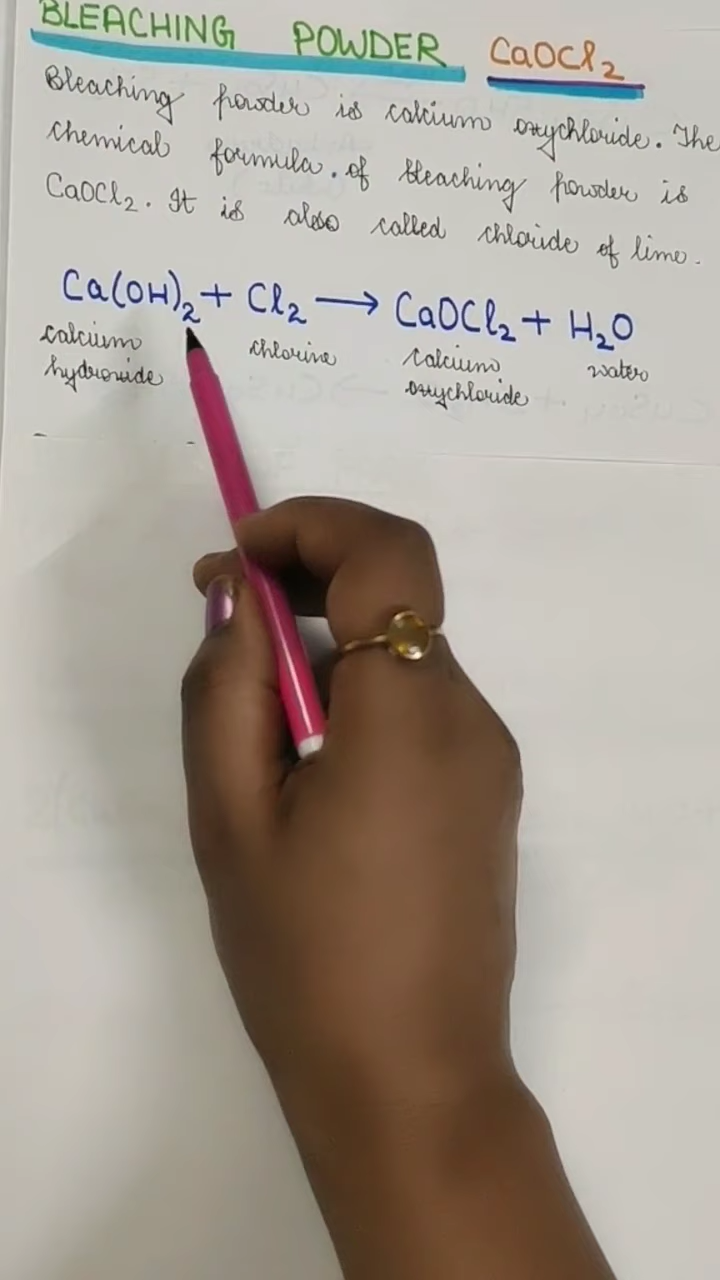 BLEACHING POWDER CaOCl₂
Bleaching powder is calcium oxychloride. The
chemical formula. of bleaching powder is
CaOCl₂. It is also called chloride of lime.
Ca(OH)₂ + Cl₂ → CaOCl₂ + H₂O
calcium hydroxide chlorine calcium oxychloride water